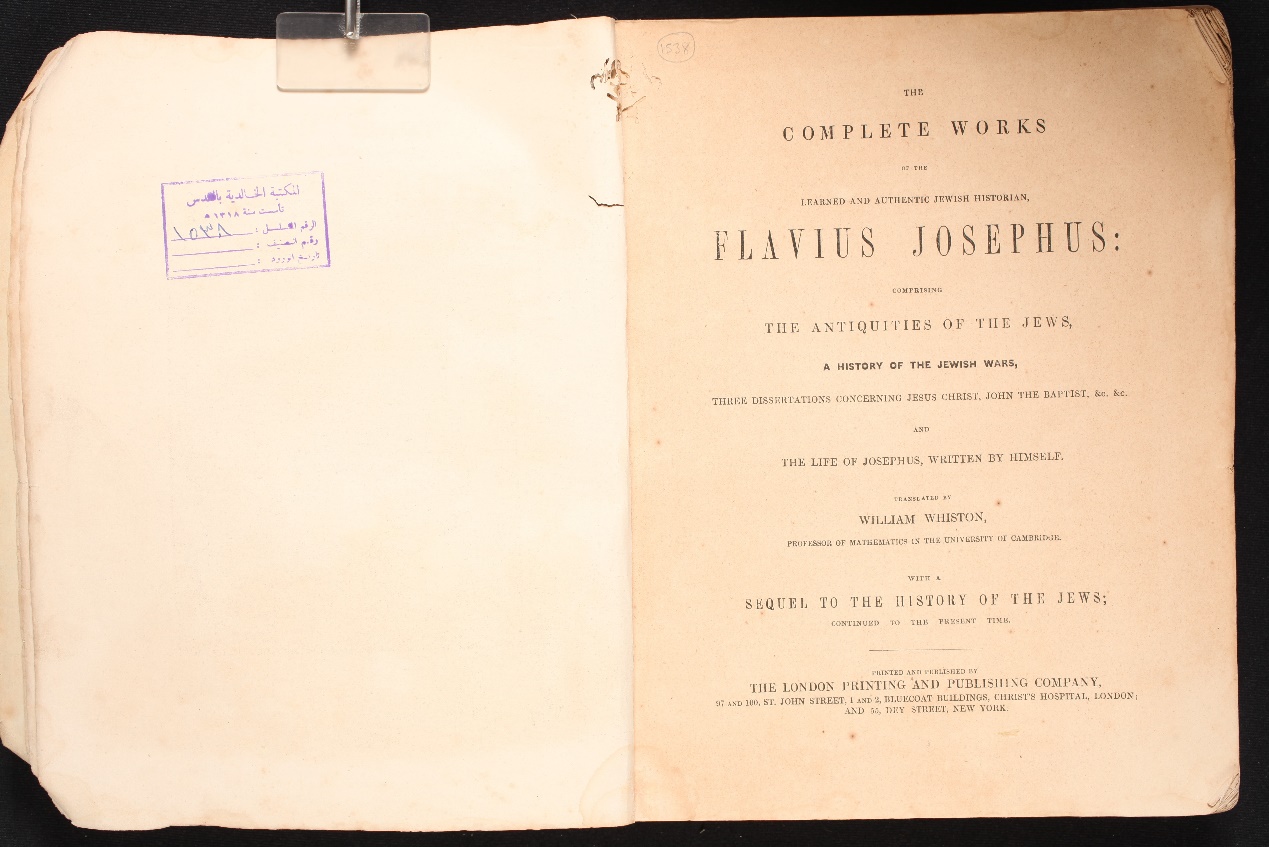 المكتبة الخالدية بالقدس
تأسست سنة ١٣١٨ هـ
الرقم المسلسل : ١٥٣٨
رقم التصنيف :
تاريخ الورود :
1538
THE
COMPLETE WORKS
OF THE
LEARNED AND AUTHENTIC JEWISH HISTORIAN,
FLAVIUS JOSEPHUS:
COMPRISING
THE ANTIQUITIES OF THE JEWS,
A HISTORY OF THE JEWISH WARS,
THREE DISSERTATIONS CONCERNING JESUS CHRIST, JOHN THE BAPTIST, &c. &c.
AND
THE LIFE OF JOSEPHUS, WRITTEN BY HIMSELF.
TRANSLATED BY
WILLIAM WHISTON,
PROFESSOR OF MATHEMATICS IN THE UNIVERSITY OF CAMBRIDGE.
WITH A
SEQUEL TO THE HISTORY OF THE JEWS;
CONTINUED TO THE PRESENT TIME.
PRINTED AND PUBLISHED BY
THE LONDON PRINTING AND PUBLISHING COMPANY,
97 AND 100, ST. JOHN STREET, 1 AND 2, BLUECOAT BUILDINGS, CHRIST'S HOSPITAL, LONDON;
AND 55, DEY STREET, NEW YORK.